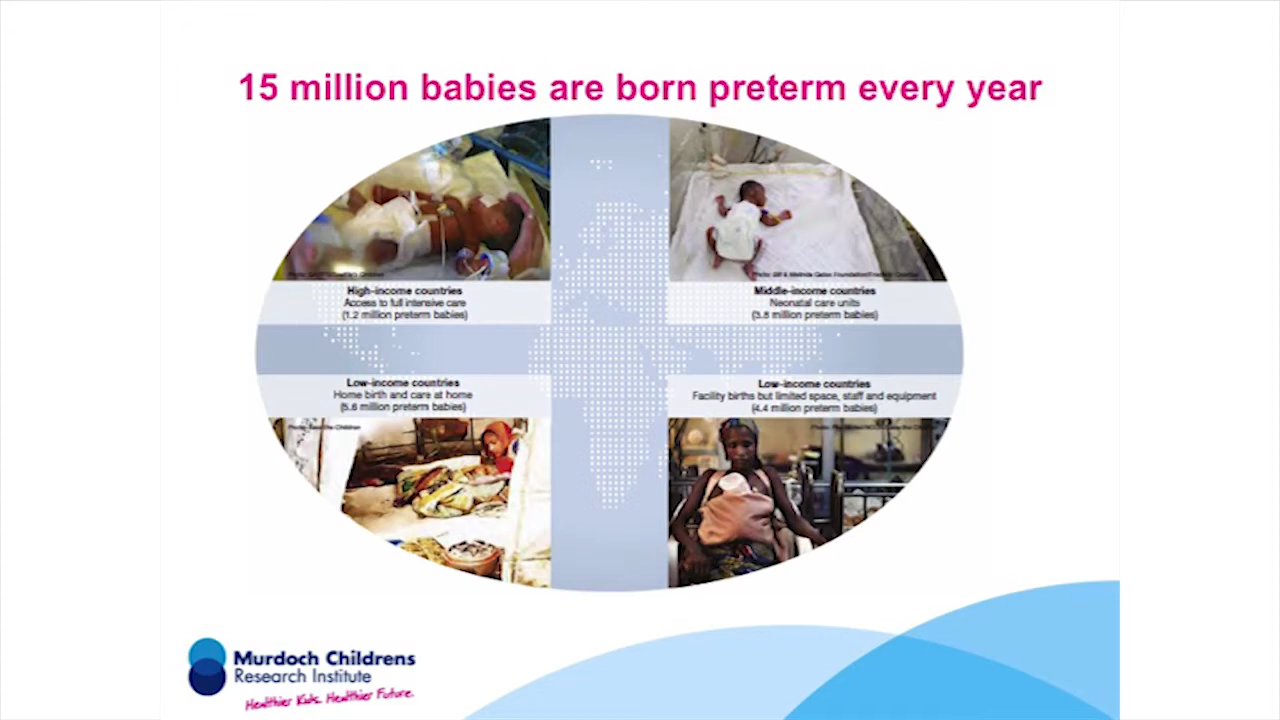 15 million babies are born preterm every year
High-income countries
Access to full intensive care
(1.2 million preterm babies)
Middle-income countries
Neonatal care units
(3.8 million preterm babies)
Low-income countries
Home birth and care at home
(5.6 million preterm babies)
Low-income countries
Facility births but limited space, staff and equipment
(4.4 million preterm babies)
Murdoch Childrens
Research Institute
Healthier Kids. Healthier Future.